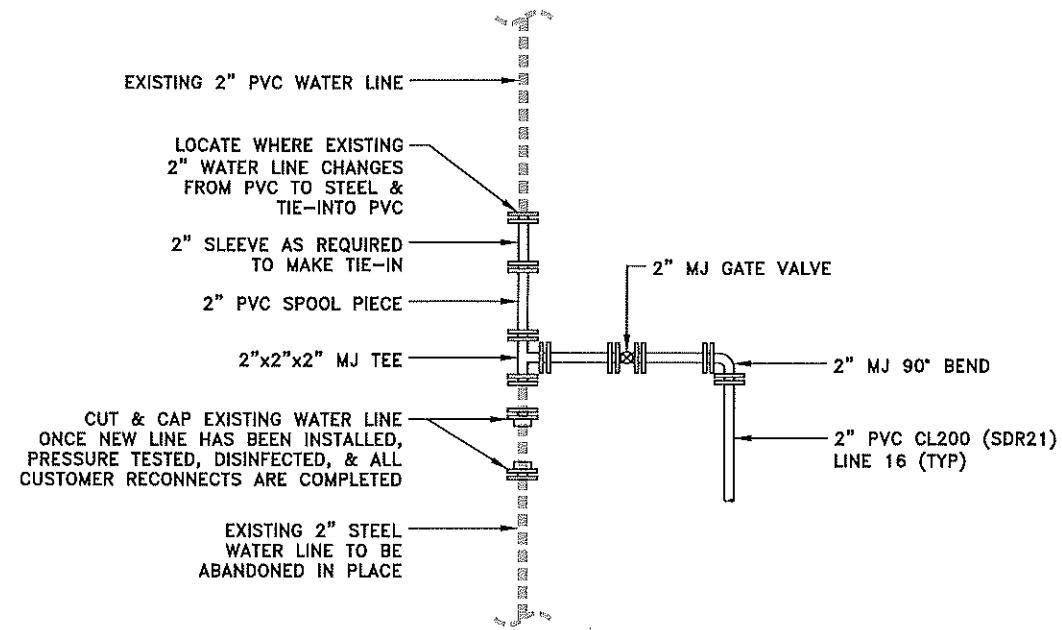 EXISTING 2" PVC WATER LINE
LOCATE WHERE EXISTING
2" WATER LINE CHANGES
FROM PVC TO STEEL &
TIE-INTO PVC
2" SLEEVE AS REQUIRED
TO MAKE TIE-IN
2" PVC SPOOL PIECE
2"x2"x2" MJ TEE
CUT & CAP EXISTING WATER LINE
ONCE NEW LINE HAS BEEN INSTALLED,
PRESSURE TESTED, DISINFECTED, & ALL
CUSTOMER RECONNECTS ARE COMPLETED
EXISTING 2" STEEL
WATER LINE TO BE
ABANDONED IN PLACE
2" MJ GATE VALVE
2" MJ 90° BEND
2" PVC CL200 (SDR21)
LINE 16 (TYP)